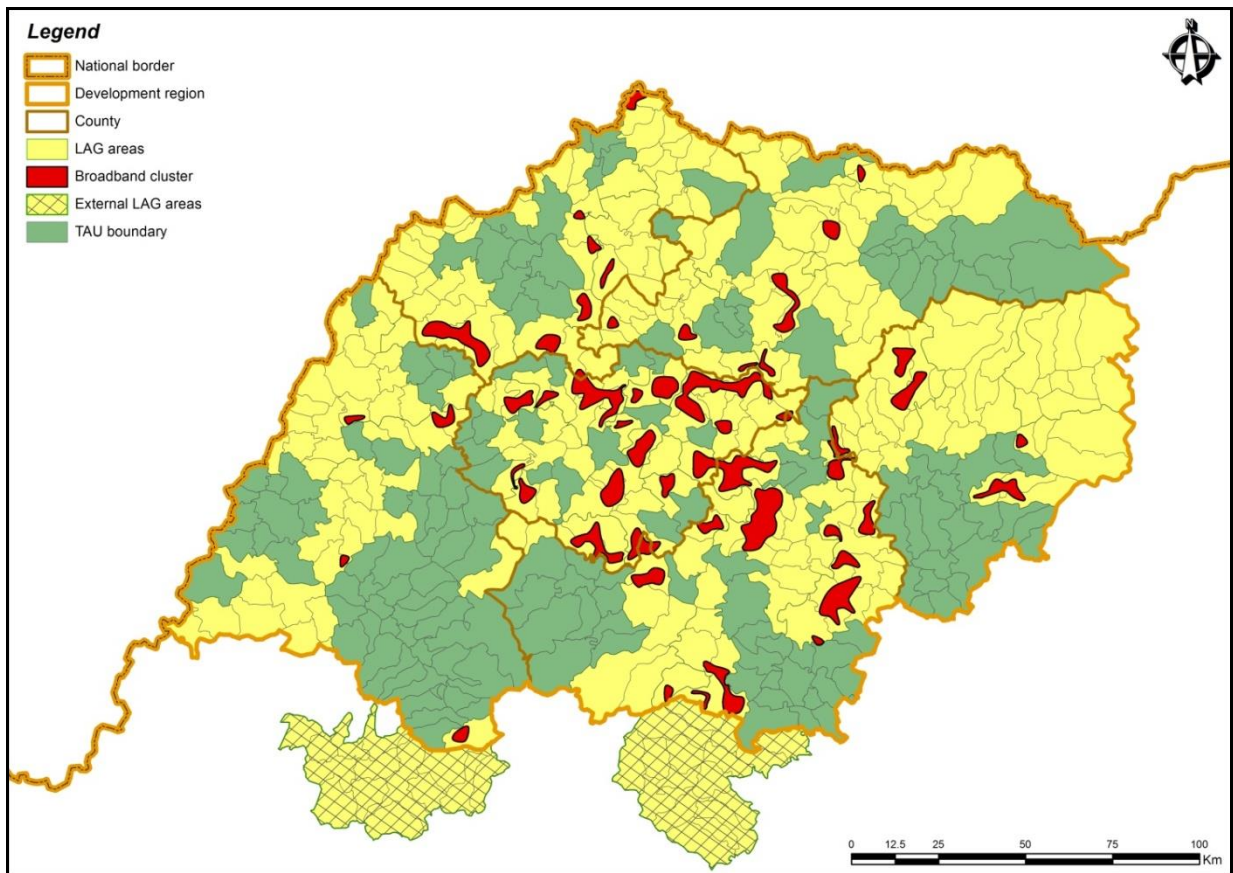 Legend
National border
Development region
County
LAG areas
Broadband cluster
External LAG areas
TAU boundary
N
0 12.5 25 50 75 100
Km